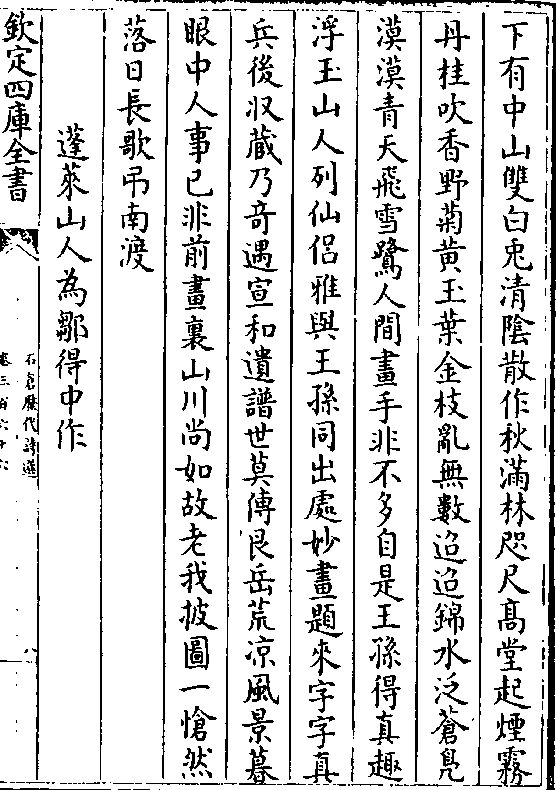 下有中山雙白兎清隂散作秋滿林咫尺髙堂起煙霧
丹桂吹香野菊黄玉葉金枝亂無數迢迢錦水泛蒼鳬
漠漠青天飛雪鷺人間畫手非不多自是王孫得真趣
浮玉山人列仙侣雅與王孫同出處妙畫題來字字真
兵後収蔵乃竒遇宣和遺譜世莫傳艮岳荒凉風景暮
眼中人事已非前畫裏山川尚如故老我披圖一愴然
落日長歌弔南渡
蓬萊山人為鄒得中作
欽定四庫全書
石倉歷代詩選
卷三百六十六
八